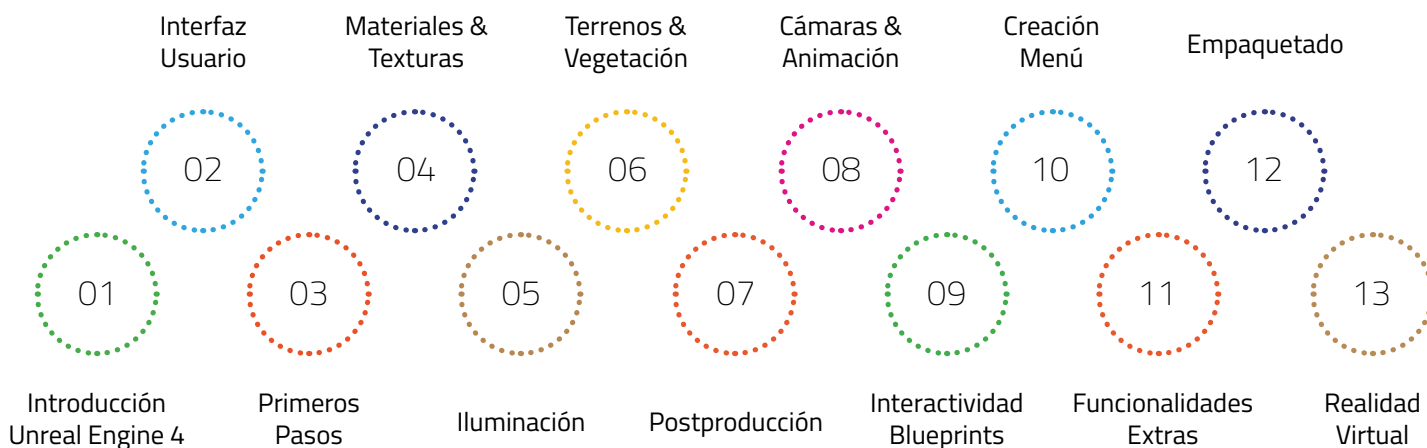 Interfaz
Usuario
Materiales &
Texturas
Terrenos &
Vegetación
Cámaras &
Animación
Creación
Menú
Empaquetado
02
04
06
08
10
12
01
03
05
07
09
11
13
Introducción
Unreal Engine 4
Primeros
Pasos
Iluminación
Postproducción
Interactividad
Blueprints
Funcionalidades
Extras
Realidad
Virtual